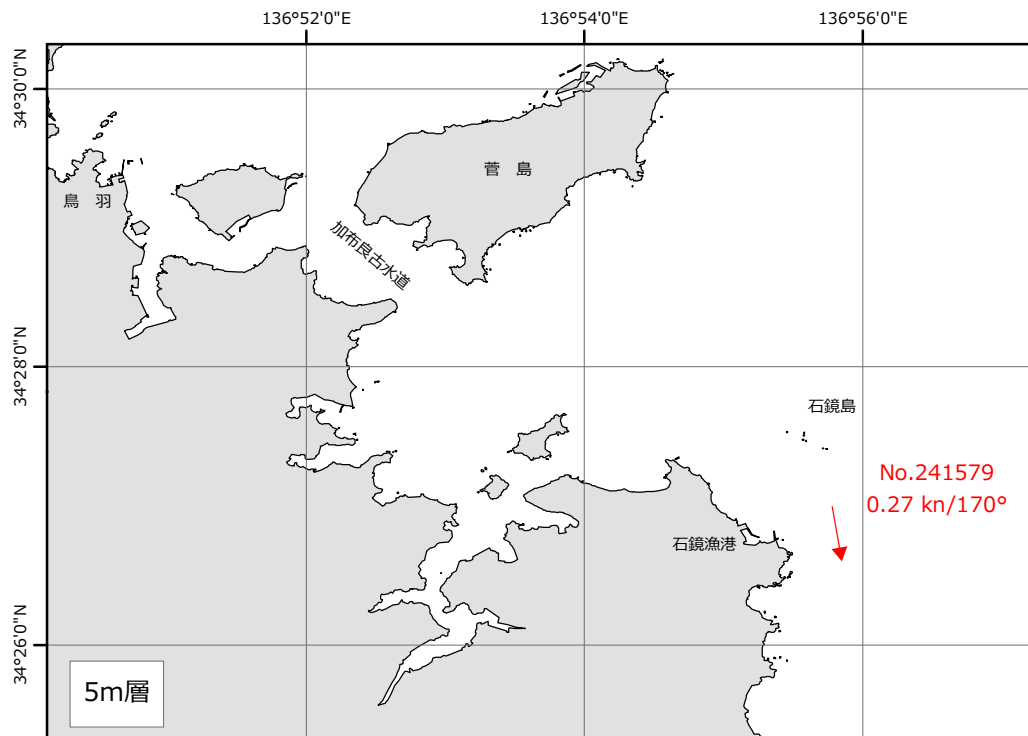 136°52'0"E 136°54'0"E 136°56'0"E
34°30'0"N
菅 島
鳥 羽
加布良古水道
34°28'0"N
石鏡島
No.241579
0.27 kn/170°
石鏡漁港
34°26'0"N
5m層